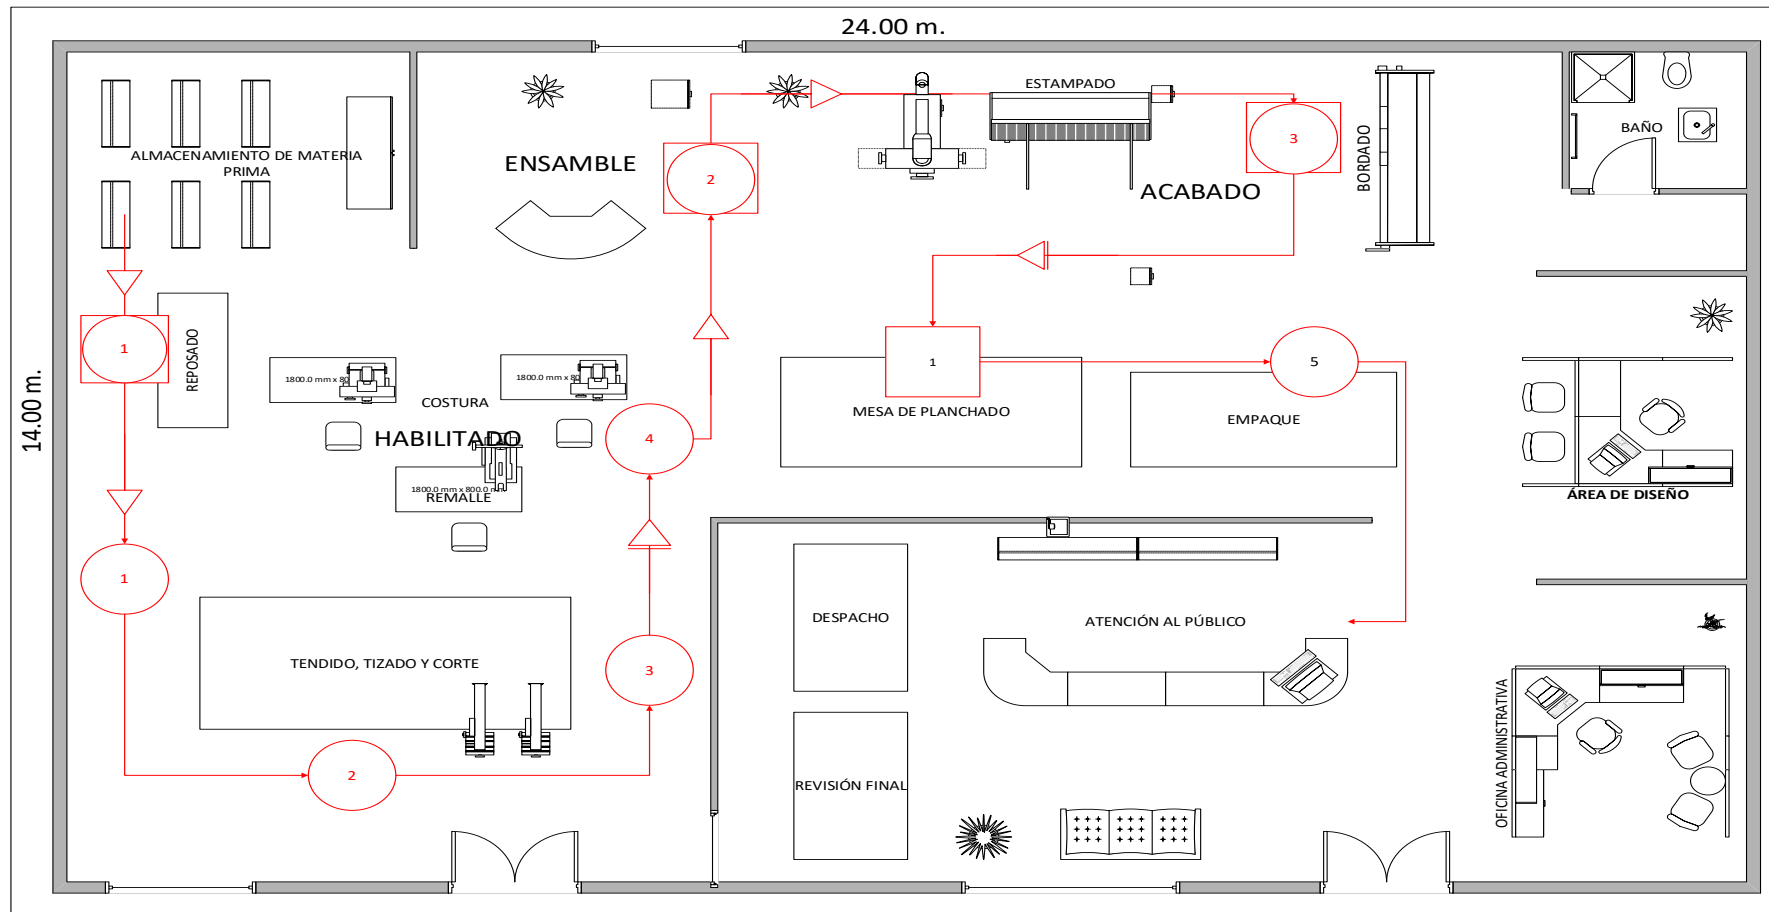 24.00 m.
14.00 m.
ALMACENAMIENTO DE MATERIA
PRIMA
ENSAMBLE
2
ESTAMPADO
3
ACABADO
BORDADO
BAÑO
1
REPOSADO
1800.0 mm x 80
COSTURA
1800.0 mm x 80
HABILITADO
4
1800.0 mm x 800.0 mm
REMALLE
1
MESA DE PLANCHADO
5
EMPAQUE
ÁREA DE DISEÑO
1
TENDIDO, TIZADO Y CORTE
3
2
DESPACHO
ATENCIÓN AL PÚBLICO
REVISIÓN FINAL
OFICINA ADMINISTRATIVA